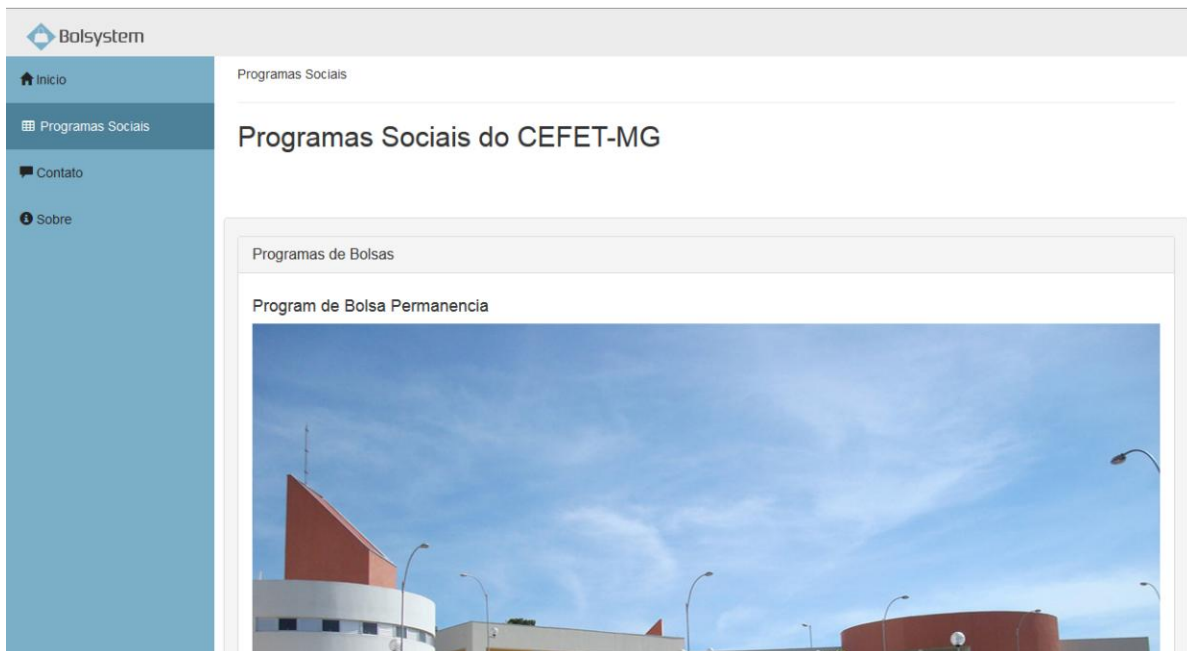 Bolsystem
Inicio
Programas Sociais
Contato
Sobre
Programas Sociais
Programas Sociais do CEFET-MG
Programas de Bolsas
Program de Bolsa Permanencia